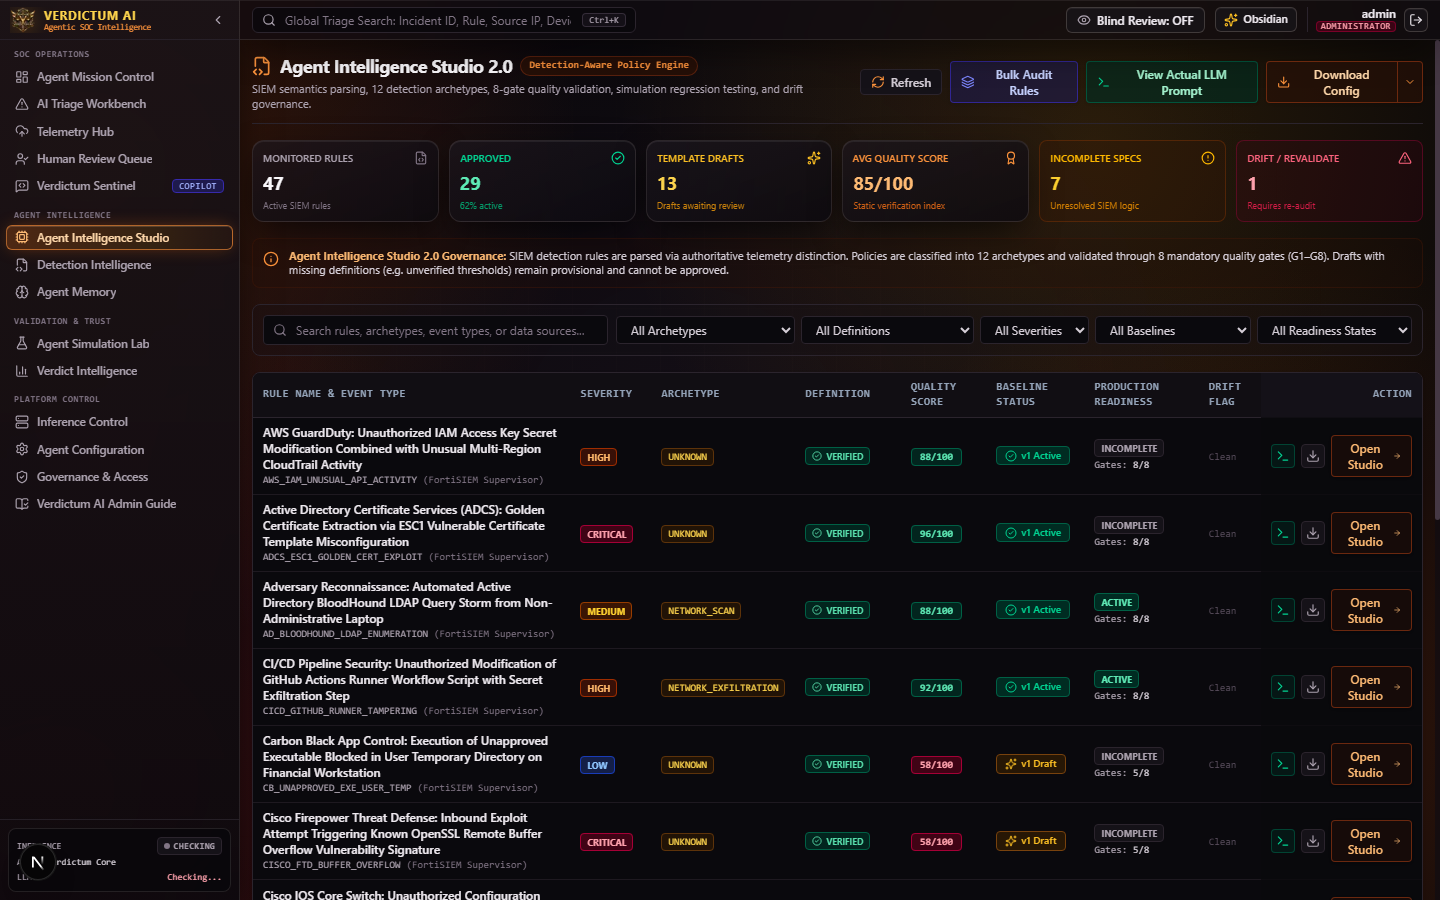 VERDICTUM AI
Agentic SOC Intelligence
SOC OPERATIONS
Agent Mission Control
AI Triage Workbench
Telemetry Hub
Human Review Queue
Verdictum Sentinel COPILOT
AGENT INTELLIGENCE
Agent Intelligence Studio
Detection Intelligence
Agent Memory
VALIDATION & TRUST
Agent Simulation Lab
Verdict Intelligence
PLATFORM CONTROL
Inference Control
Agent Configuration
Governance & Access
Verdictum AI Admin Guide
CHECKING
Core
Checking...
Global Triage Search: Incident ID, Rule, Source IP, Ctrl+K
Blind Review: OFF
Obsidian
admin
ADMINISTRATOR
Agent Intelligence Studio 2.0 Detection-Aware Policy Engine
SIEM semantics parsing, 12 detection archetypes, 8-gate quality validation, simulation regression testing, and drift
governance.
Refresh
Bulk Audit
Rules
View Actual LLM
Prompt
Download
Config
MONITORED RULES
47
Active SIEM rules
APPROVED
29
62% active
TEMPLATE DRAFTS
13
Drafts awaiting review
AVG QUALITY SCORE
85/100
Static verification index
INCOMPLETE SPECS
7
Unresolved SIEM logic
DRIFT / REVALIDATE
1
Requires re-audit
Agent Intelligence Studio 2.0 Governance: SIEM detection rules are parsed via authoritative telemetry distinction. Policies are classified into 12 archetypes and validated through 8 mandatory quality gates (G1–G8). Drafts with
missing definitions (e.g. unverified thresholds) remain provisional and cannot be approved.
Search rules, archetypes, event types, or data sources...
All Archetypes
All Definitions
All Severities
All Baselines
All Readiness States
RULE NAME & EVENT TYPE
SEVERITY
ARCHETYPE
DEFINITION
QUALITY
SCORE
BASELINE
STATUS
PRODUCTION
READINESS
DRIFT
FLAG
ACTION
AWS GuardDuty: Unauthorized IAM Access Key Secret
Modification Combined with Unusual Multi-Region
CloudTrail Activity
AWS_IAM_UNUSUAL_API_ACTIVITY (FortiSIEM Supervisor)
HIGH
UNKNOWN
VERIFIED
88/100
v1 Active
INCOMPLETE
Gates: 8/8
Clean
Open
Studio
Active Directory Certificate Services (ADCS): Golden
Certificate Extraction via ESC1 Vulnerable Certificate
Template Misconfiguration
ADCS_ESC1_GOLDEN_CERT_EXPLOIT (FortiSIEM Supervisor)
CRITICAL
UNKNOWN
VERIFIED
96/100
v1 Active
INCOMPLETE
Gates: 8/8
Clean
Open
Studio
Adversary Reconnaissance: Automated Active
Directory BloodHound LDAP Query Storm from Non-
Administrative Laptop
AD_BLOODHOUND_LDAP_ENUMERATION (FortiSIEM Supervisor)
MEDIUM
NETWORK_SCAN
VERIFIED
88/100
v1 Active
ACTIVE
Gates: 8/8
Clean
Open
Studio
CI/CD Pipeline Security: Unauthorized Modification of
GitHub Actions Runner Workflow Script with Secret
Exfiltration Step
CICD_GITHUB_RUNNER_TAMPERING (FortiSIEM Supervisor)
HIGH
NETWORK_EXFILTRATION
VERIFIED
92/100
v1 Active
ACTIVE
Gates: 8/8
Clean
Open
Studio
Carbon Black App Control: Execution of Unapproved
Executable Blocked in User Temporary Directory on
Financial Workstation
CB_UNAPPROVED_EXE_USER_TEMP (FortiSIEM Supervisor)
LOW
UNKNOWN
VERIFIED
58/100
v1 Draft
INCOMPLETE
Gates: 5/8
Clean
Open
Studio
Cisco Firepower Threat Defense: Inbound Exploit
Attempt Triggering Known OpenSSL Remote Buffer
Overflow Vulnerability Signature
CISCO_FTD_BUFFER_OVERFLOW (FortiSIEM Supervisor)
CRITICAL
UNKNOWN
VERIFIED
58/100
v1 Draft
INCOMPLETE
Gates: 5/8
Clean
Open
Studio
Cisco IOS Core Switch: Unauthorized Configuration